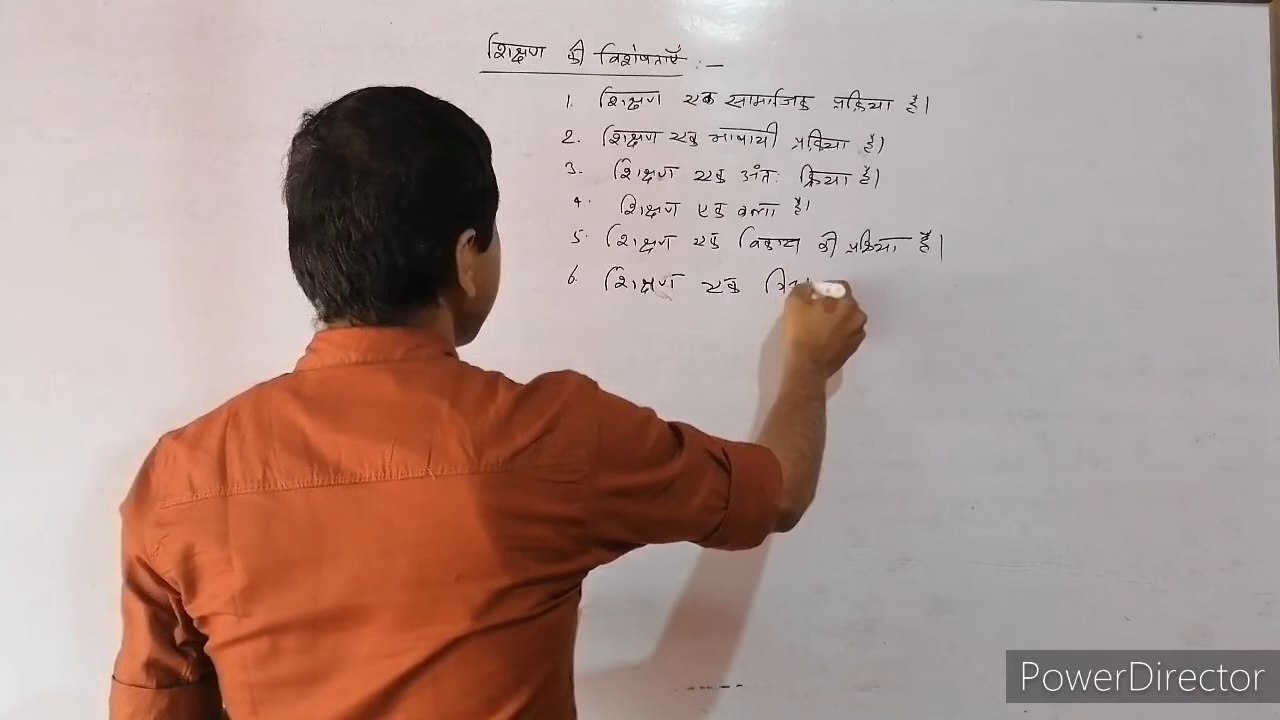 शिक्षण की विशेषताएँ :-
1. शिक्षण एक सामाजिक प्रक्रिया है।
2. शिक्षण एक भाषायी प्रक्रिया है।
3. शिक्षण एक अंतः क्रिया है।
4. शिक्षण एक कला है।
5. शिक्षण एक विकास की प्रक्रिया है।
6. शिक्षण एक
PowerDirector